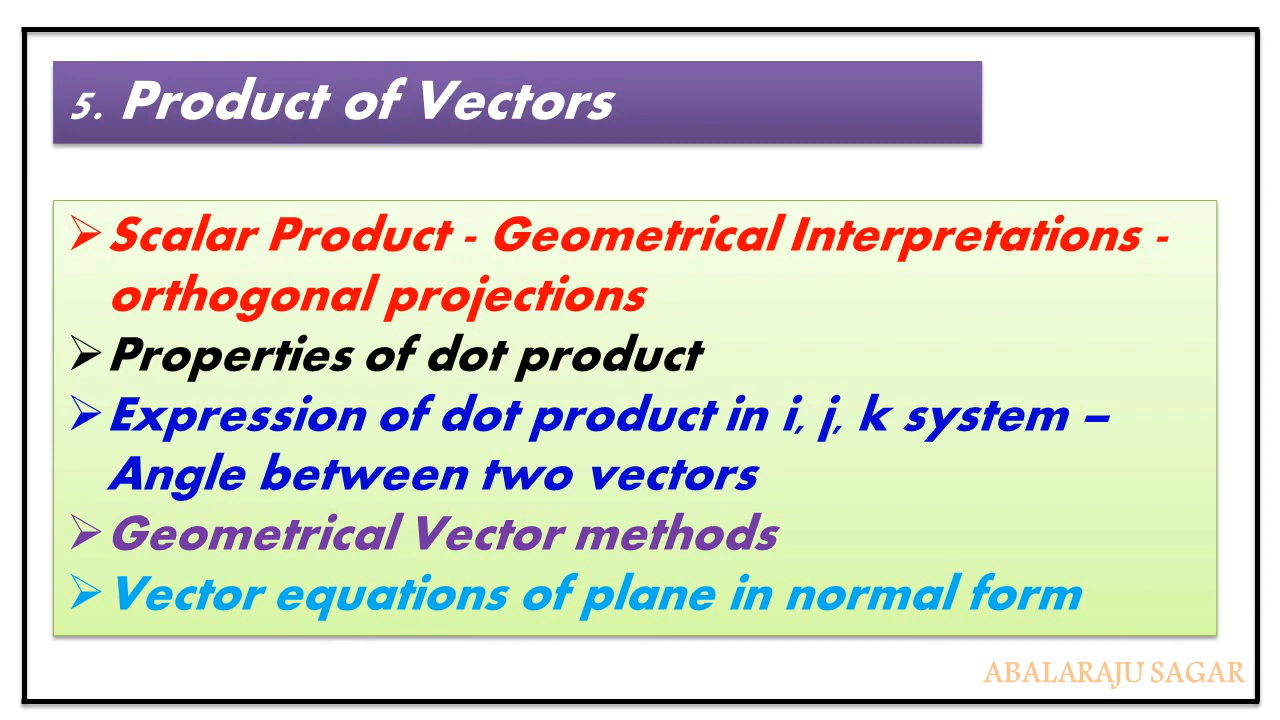 5. Product of Vectors
➢Scalar Product - Geometrical Interpretations -
orthogonal projections
➢Properties of dot product
➢Expression of dot product in i, j, k system –
Angle between two vectors
➢Geometrical Vector methods
➢Vector equations of plane in normal form
ABALARAJU SAGAR